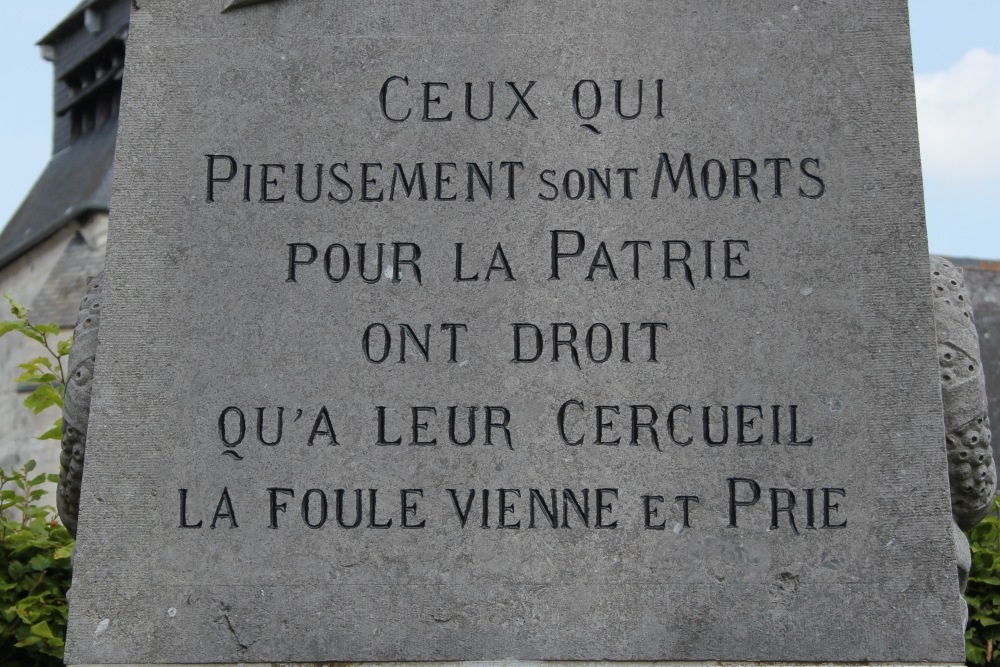 CEUX QUI
PIEUSEMENT SONT MORTS
POUR LA PATRIE
ONT DROIT
QU'A LEUR CERCUEIL
LA FOULE VIENNE ET PRIE